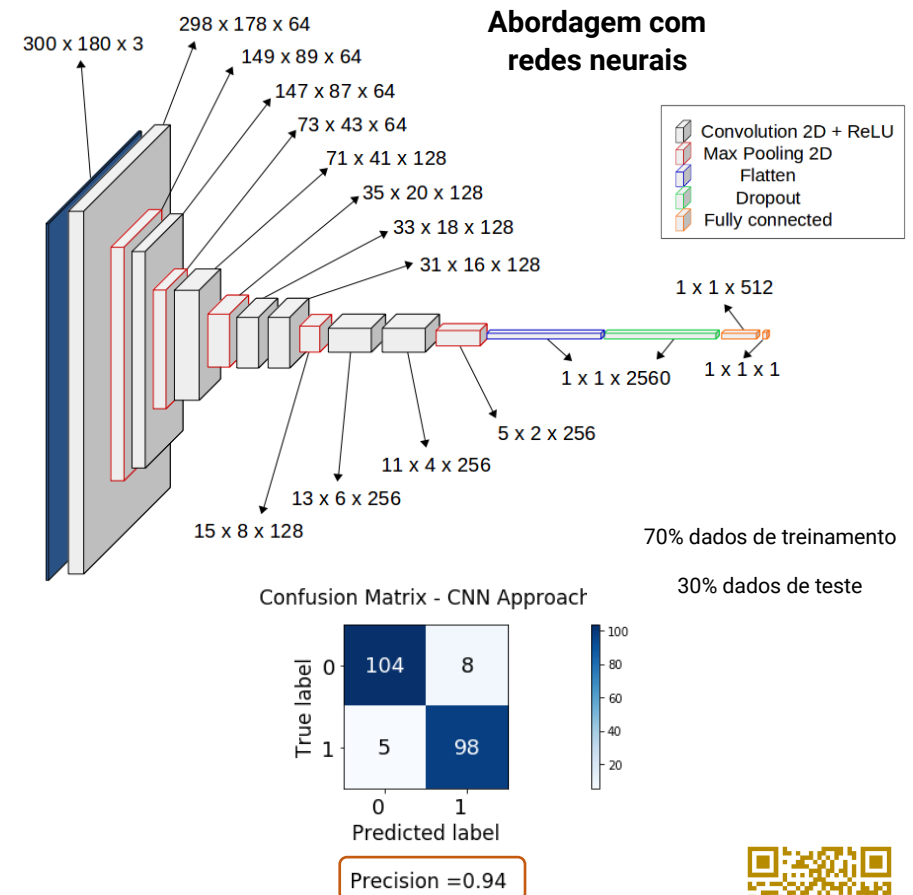 Abordagem com
redes neurais
300 x 180 x 3
298 x 178 x 64
149 x 89 x 64
147 x 87 x 64
73 x 43 x 64
71 x 41 x 128
35 x 20 x 128
33 x 18 x 128
31 x 16 x 128
Convolution 2D + ReLU
Max Pooling 2D
Flatten
Dropout
Fully connected
1 x 1 x 512
1 x 1 x 2560
1 x 1 x 1
5 x 2 x 256
11 x 4 x 256
13 x 6 x 256
15 x 8 x 128
70% dados de treinamento
30% dados de teste
Confusion Matrix - CNN Approach
True label
0
104
8
1
5
98
0
1
Predicted label
100
80
60
40
20
Precision =0.94